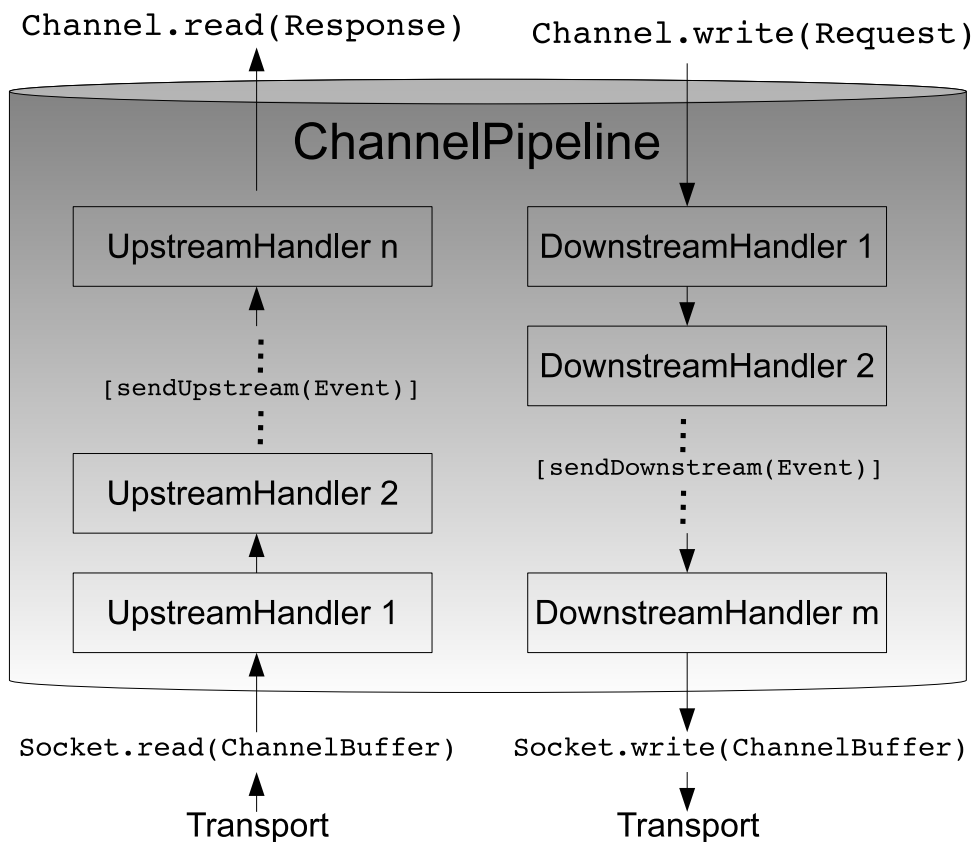 Channel.read(Response)
Channel.write(Request)
ChannelPipeline
UpstreamHandler n
[sendUpstream(Event)]
UpstreamHandler 2
UpstreamHandler 1
Socket.read(ChannelBuffer)
Transport
DownstreamHandler 1
DownstreamHandler 2
[sendDownstream(Event)]
DownstreamHandler m
Socket.write(ChannelBuffer)
Transport